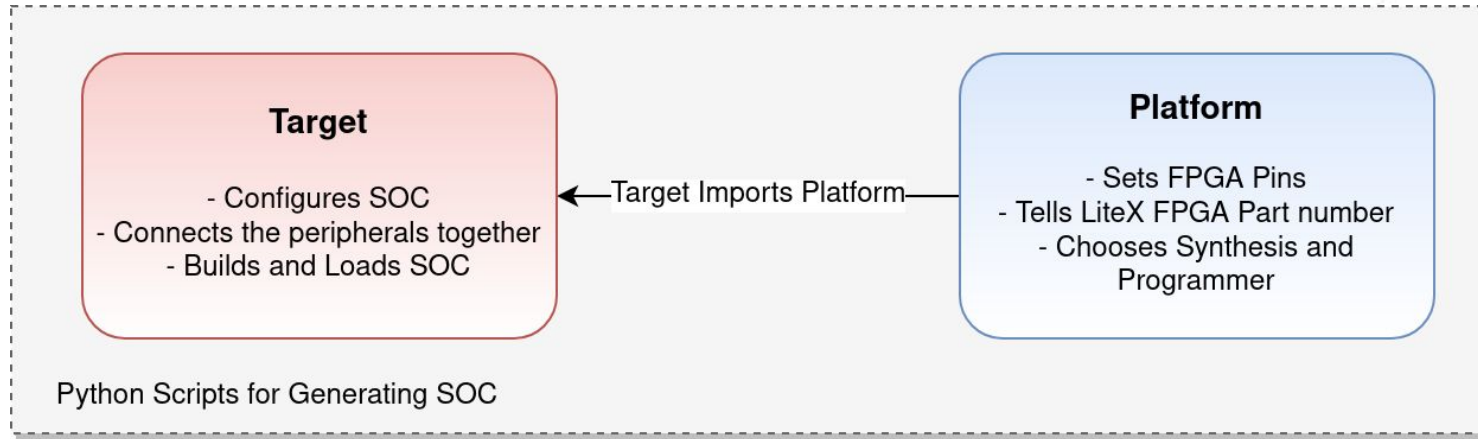 Target
- Configures SOC
- Connects the peripherals together
- Builds and Loads SOC
Target Imports Platform
Platform
- Sets FPGA Pins
- Tells LiteX FPGA Part number
- Chooses Synthesis and
Programmer
Python Scripts for Generating SOC